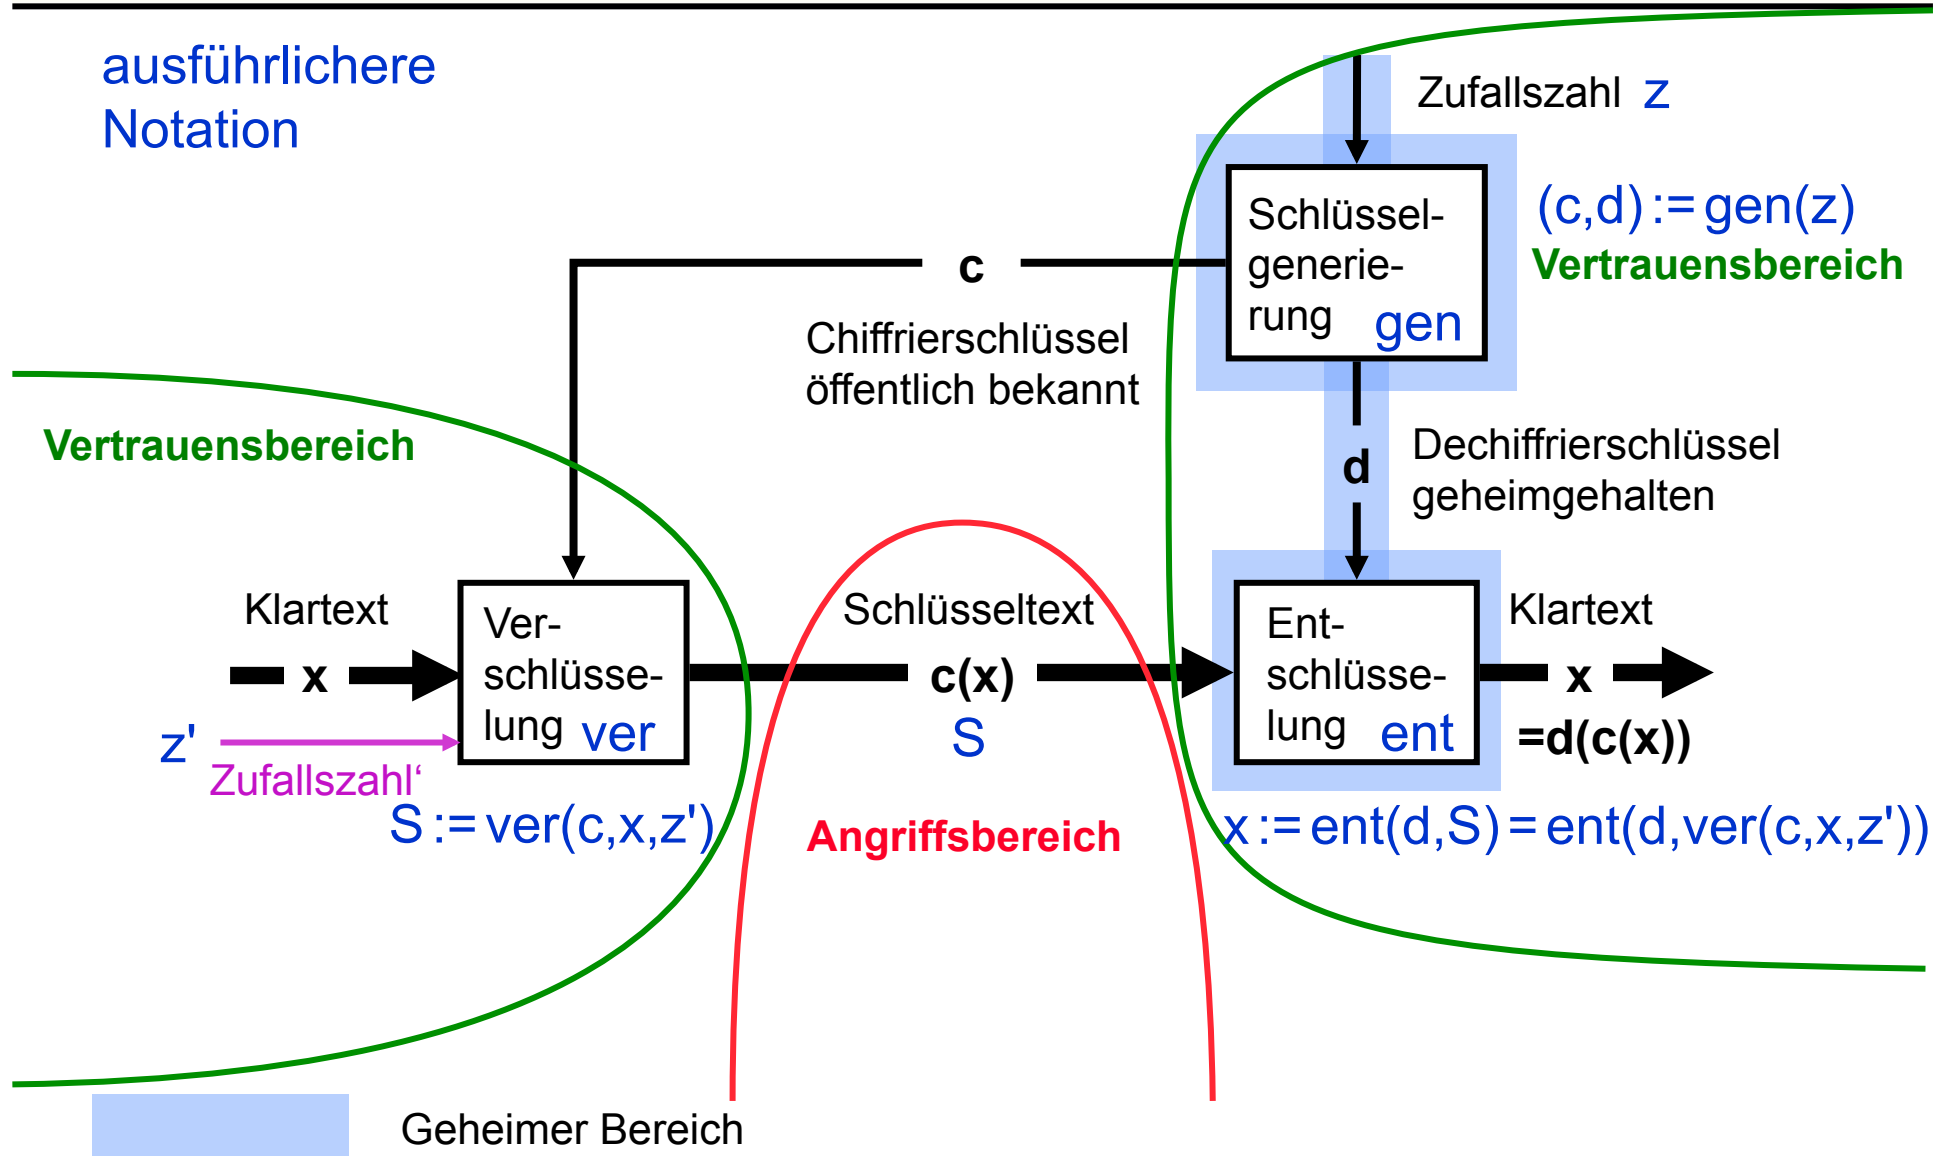 ausführlichere
Notation
Zufallszahl z
Schlüssel-
generie-
rung gen
(c,d) := gen(z)
Vertrauensbereich
c
Chiffrierschlüssel
öffentlich bekannt
Vertrauensbereich
d
Dechiffrierschlüssel
geheimgehalten
Klartext
x
z'
Zufallszahl‘
Ver-
schlüsse-
lung ver
S := ver(c,x,z')
Schlüsseltext
c(x)
S
Angriffsbereich
Ent-
schlüsse-
lung ent
Klartext
x
=d(c(x))
x := ent(d,S) = ent(d,ver(c,x,z'))
Geheimer Bereich